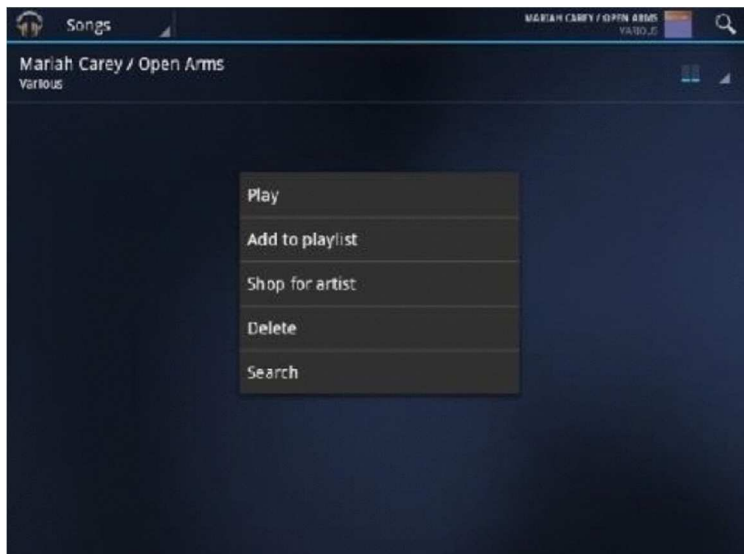 Songs
MARIAH CAREY / OPEN ARMS
VARIOUS
Mariah Carey / Open Arms
Various
Play
Add to playlist
Shop for artist
Delete
Search